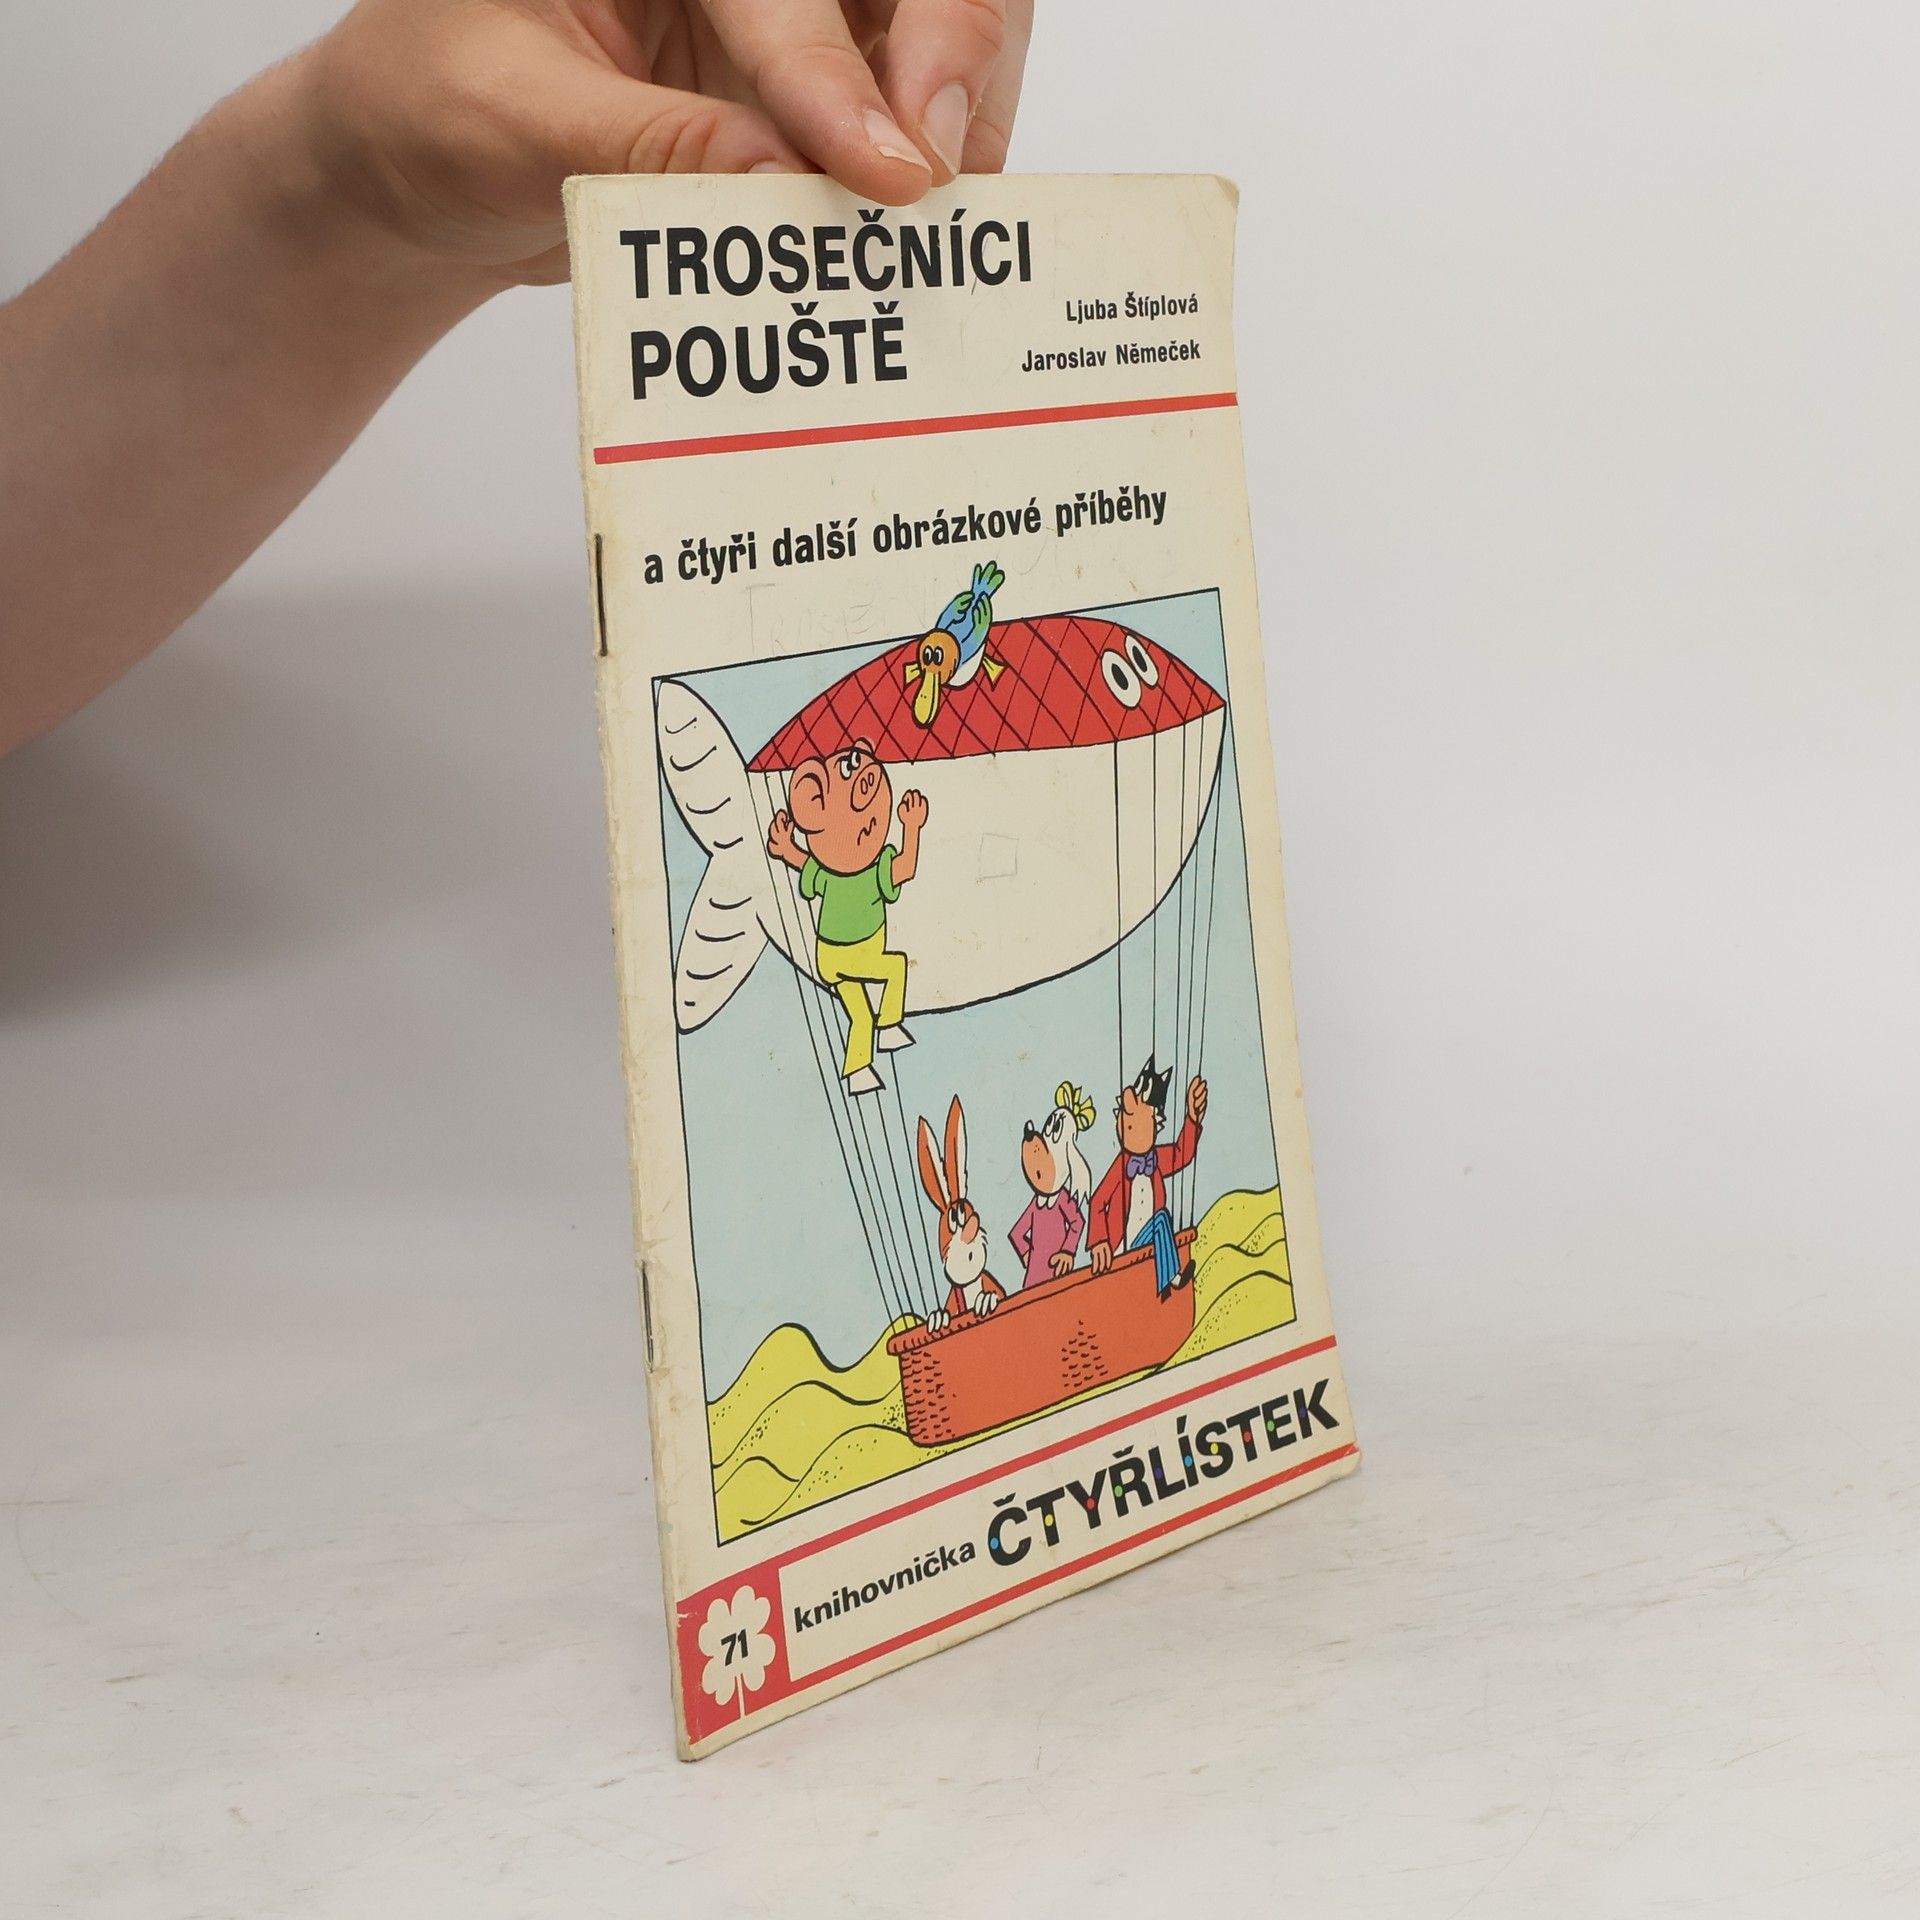 TROSEČNÍCI
POUŠTĚ
Ljuba Štíplová
Jaroslav Němeček
a čtyři další obrázkové příběhy
71
knihovnička ČTYŘLÍSTEK